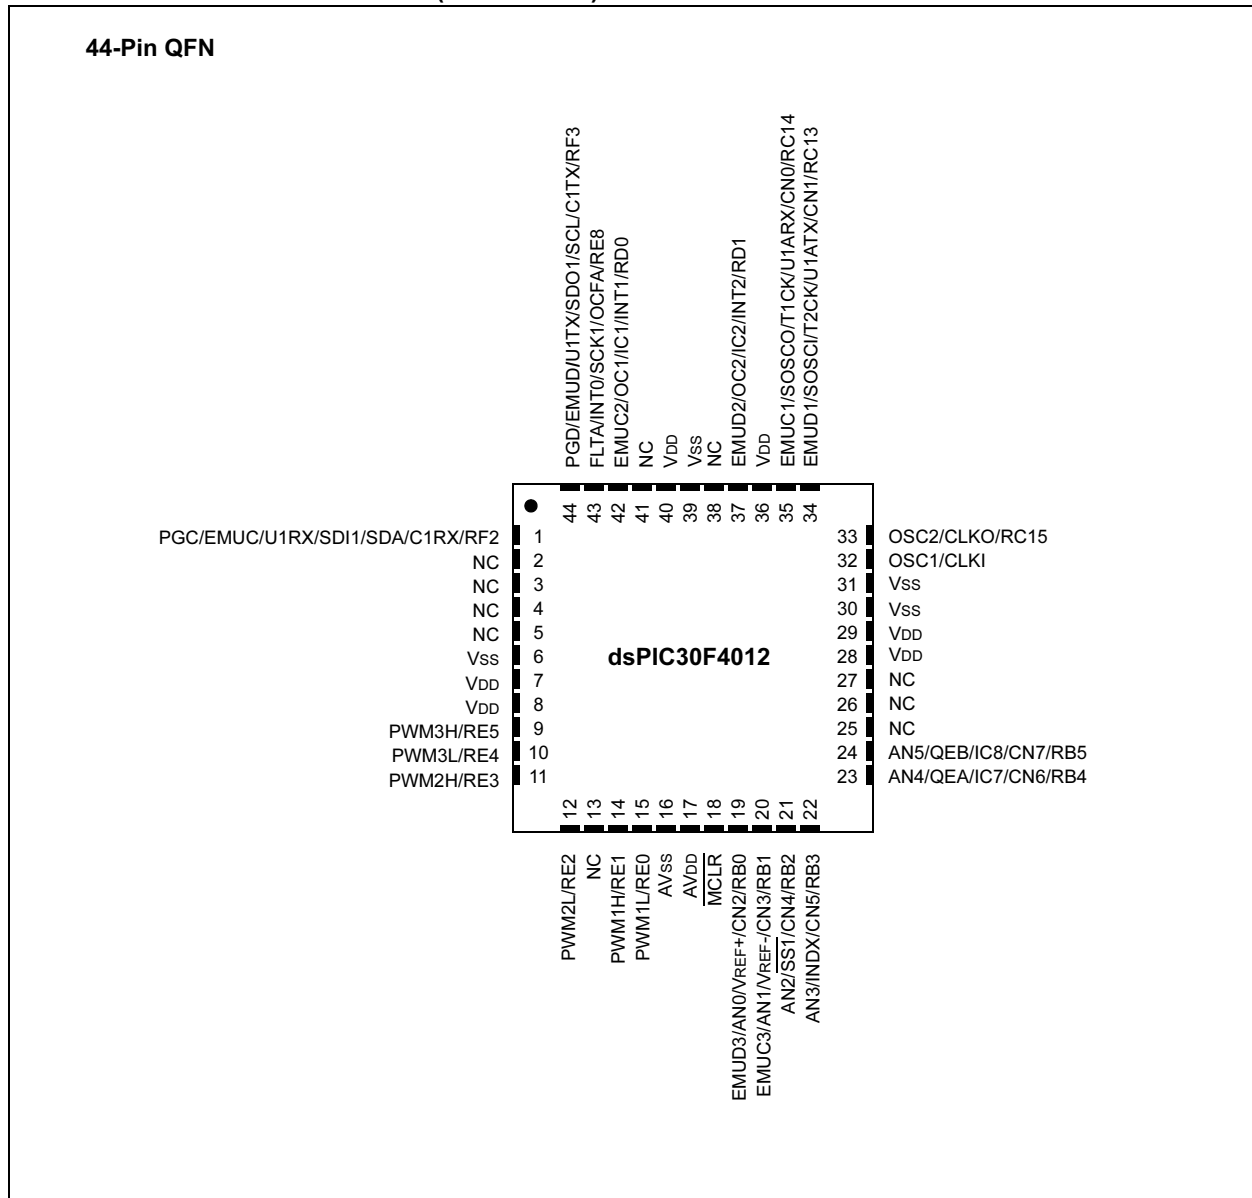 44-Pin QFN
PGD/EMUD/U1TX/SDO1/SCL/C1TX/RF3
FLTA/INT0/SCK1/OCFA/RE8
EMUC2/OC1/IC1/INT1/RD0
NC
VDD
VSS
NC
EMUD2/OC2/IC2/INT2/RD1
VDD
EMUC1/SOSCO/T1CK/U1ARX/CN0/RC14
EMUD1/SOSCI/T2CK/U1ATX/CN1/RC13
44 43 42 41 40 39 38 37 36 35 34
PGC/EMUC/U1RX/SDI1/SDA/C1RX/RF2 1
NC 2
NC 3
NC 4
NC 5
VSS 6
VDD 7
VDD 8
PWM3H/RE5 9
PWM3L/RE4 10
PWM2H/RE3 11
dsPIC30F4012
33 OSC2/CLKO/RC15
32 OSC1/CLKI
31 VSS
30 VSS
29 VDD
28 VDD
27 NC
26 NC
25 NC
24 AN5/QEB/IC8/CN7/RB5
23 AN4/QEA/IC7/CN6/RB4
12 13 14 15 16 17 18 19 20 21 22
PWM2L/RE2
NC
PWM1H/RE1
PWM1L/RE0
AVSS
AVDD
MCLR
EMUD3/AN0/VREF+/CN2/RB0
EMUC3/AN1/VREF-/CN3/RB1
AN2/SS1/CN4/RB2
AN3/INDX/CN5/RB3